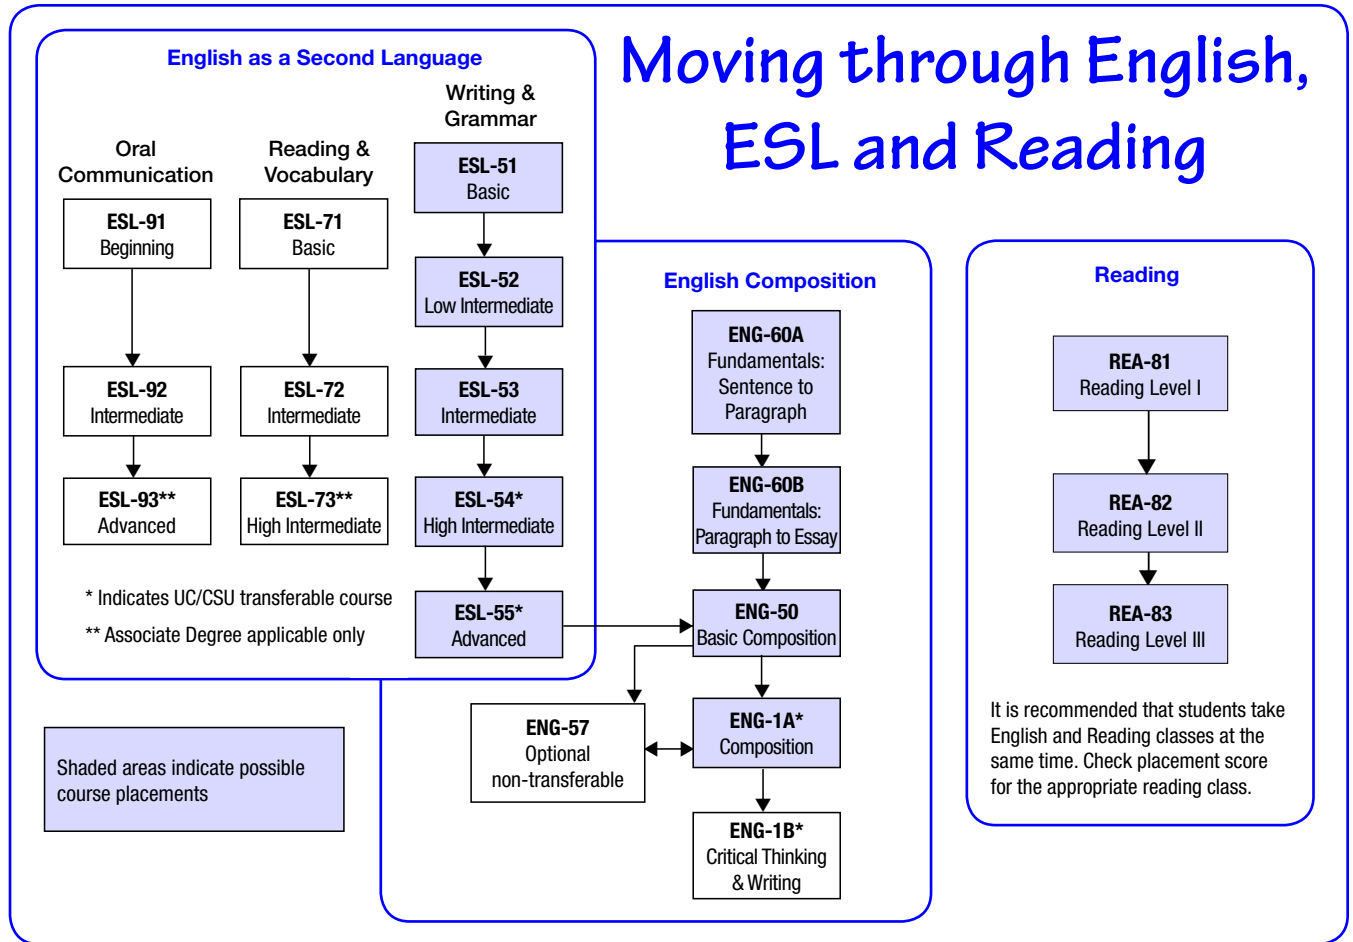 Moving through English,
ESL and Reading
English as a Second Language
Oral
Communication
ESL-91
Beginning
ESL-92
Intermediate
ESL-93**
Advanced
Reading &
Vocabulary
ESL-71
Basic
ESL-72
Intermediate
ESL-73**
High Intermediate
Writing &
Grammar
ESL-51
Basic
ESL-52
Low Intermediate
ESL-53
Intermediate
ESL-54*
High Intermediate
ESL-55*
Advanced
* Indicates UC/CSU transferable course
** Associate Degree applicable only
Shaded areas indicate possible
course placements
English Composition
ENG-60A
Fundamentals:
Sentence to
Paragraph
ENG-60B
Fundamentals:
Paragraph to Essay
ENG-50
Basic Composition
ENG-57
Optional
non-transferable
ENG-1A*
Composition
ENG-1B*
Critical Thinking
& Writing
Reading
REA-81
Reading Level I
REA-82
Reading Level II
REA-83
Reading Level III
It is recommended that students take
English and Reading classes at the
same time. Check placement score
for the appropriate reading class.